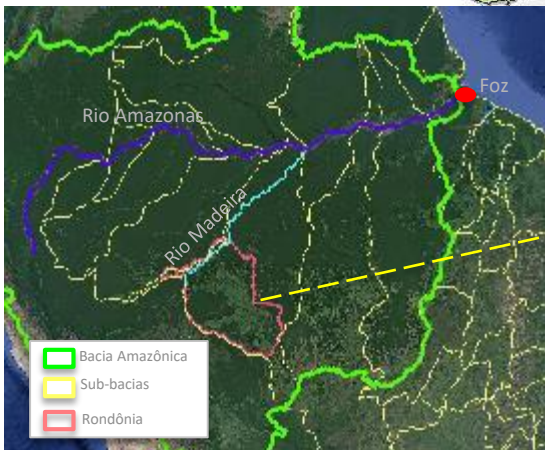 Foz
Rio Amazonas
Rio Madeira
Bacia Amazônica
Sub-bacias
Rondônia